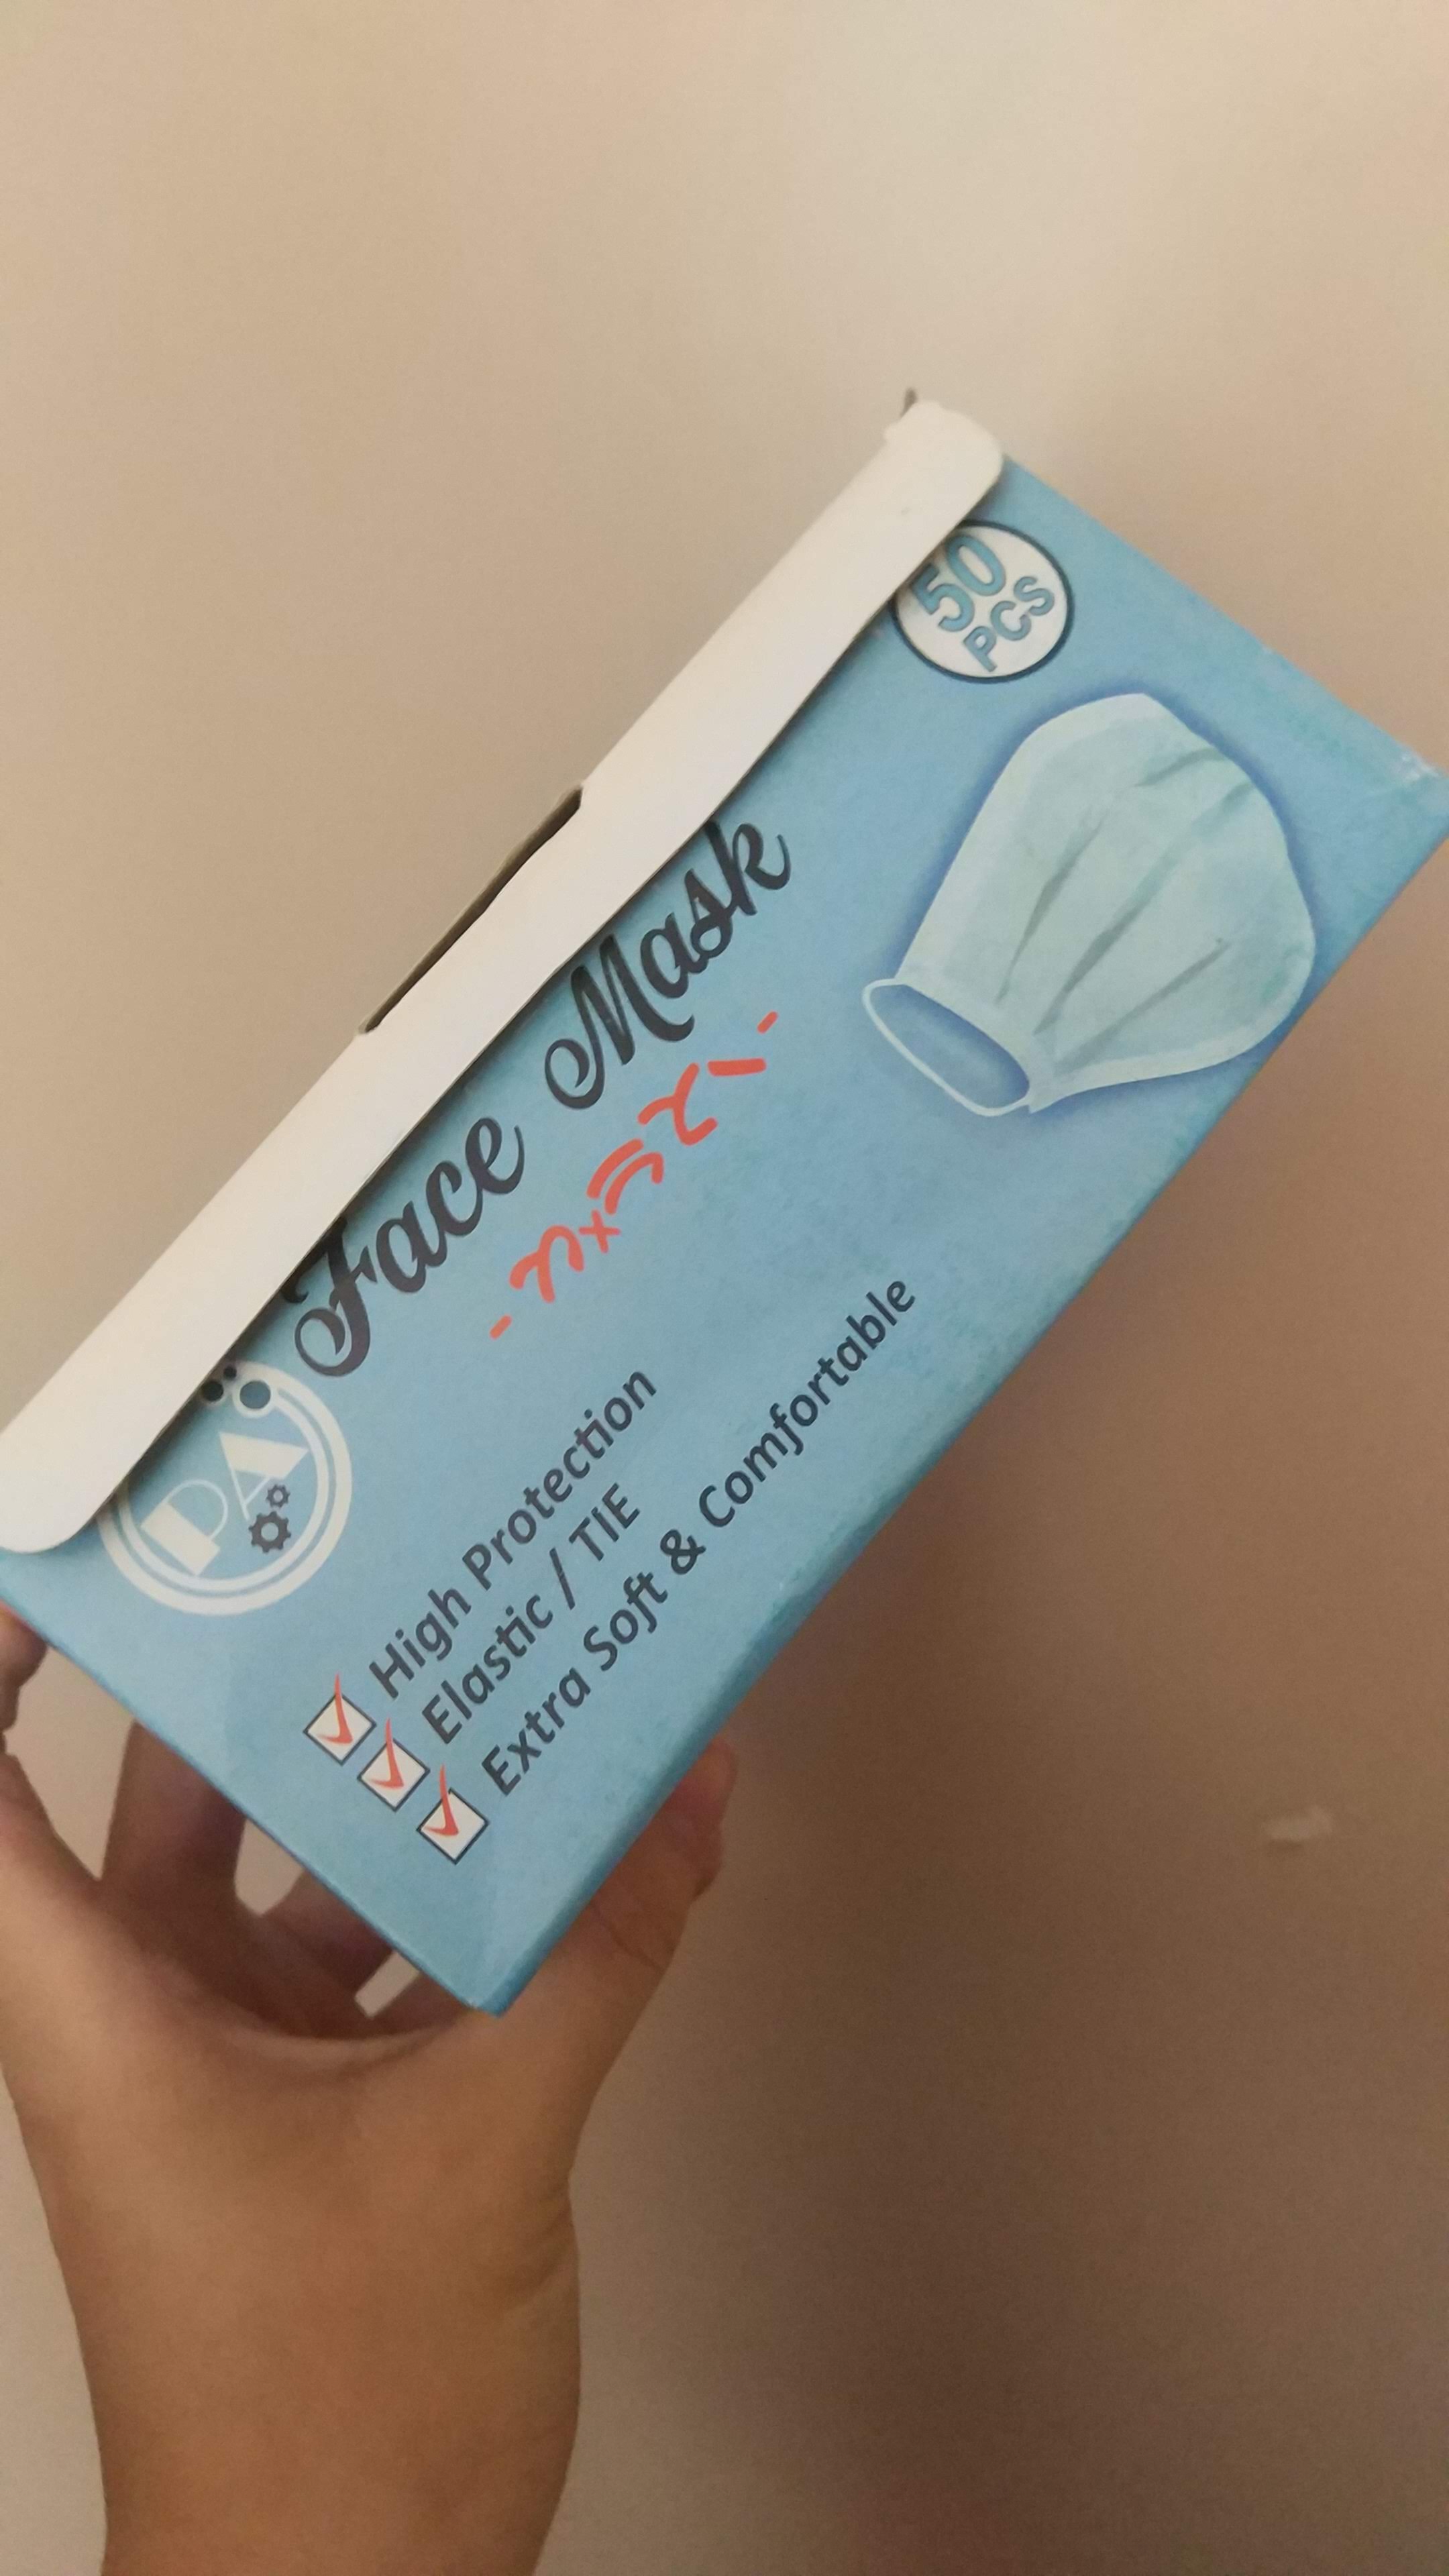 50
PCS
Face Mask
PA
High Protection
Elastic / TIE
Extra Soft & Comfortable